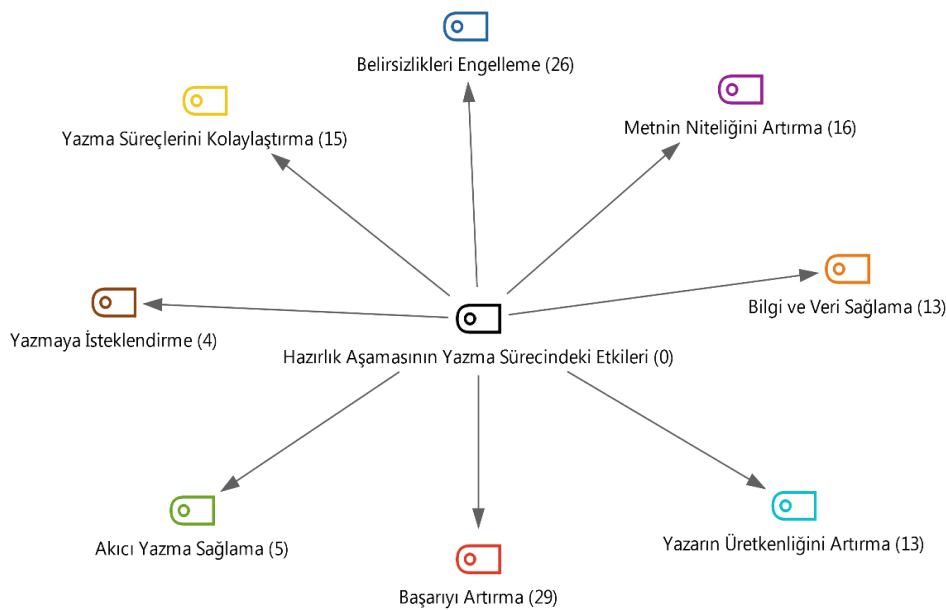 Belirsizlikleri Engelleme (26)
Yazma Süreçlerini Kolaylaştırma (15)
Metnin Niteliğini Artırma (16)
Bilgi ve Veri Sağlama (13)
Yazmaya İsteklendirme (4)
Hazırlık Aşamasının Yazma Sürecindeki Etkileri (0)
Akıcı Yazma Sağlama (5)
Yazarın Üretkenliğini Artırma (13)
Başarıyı Artırma (29)